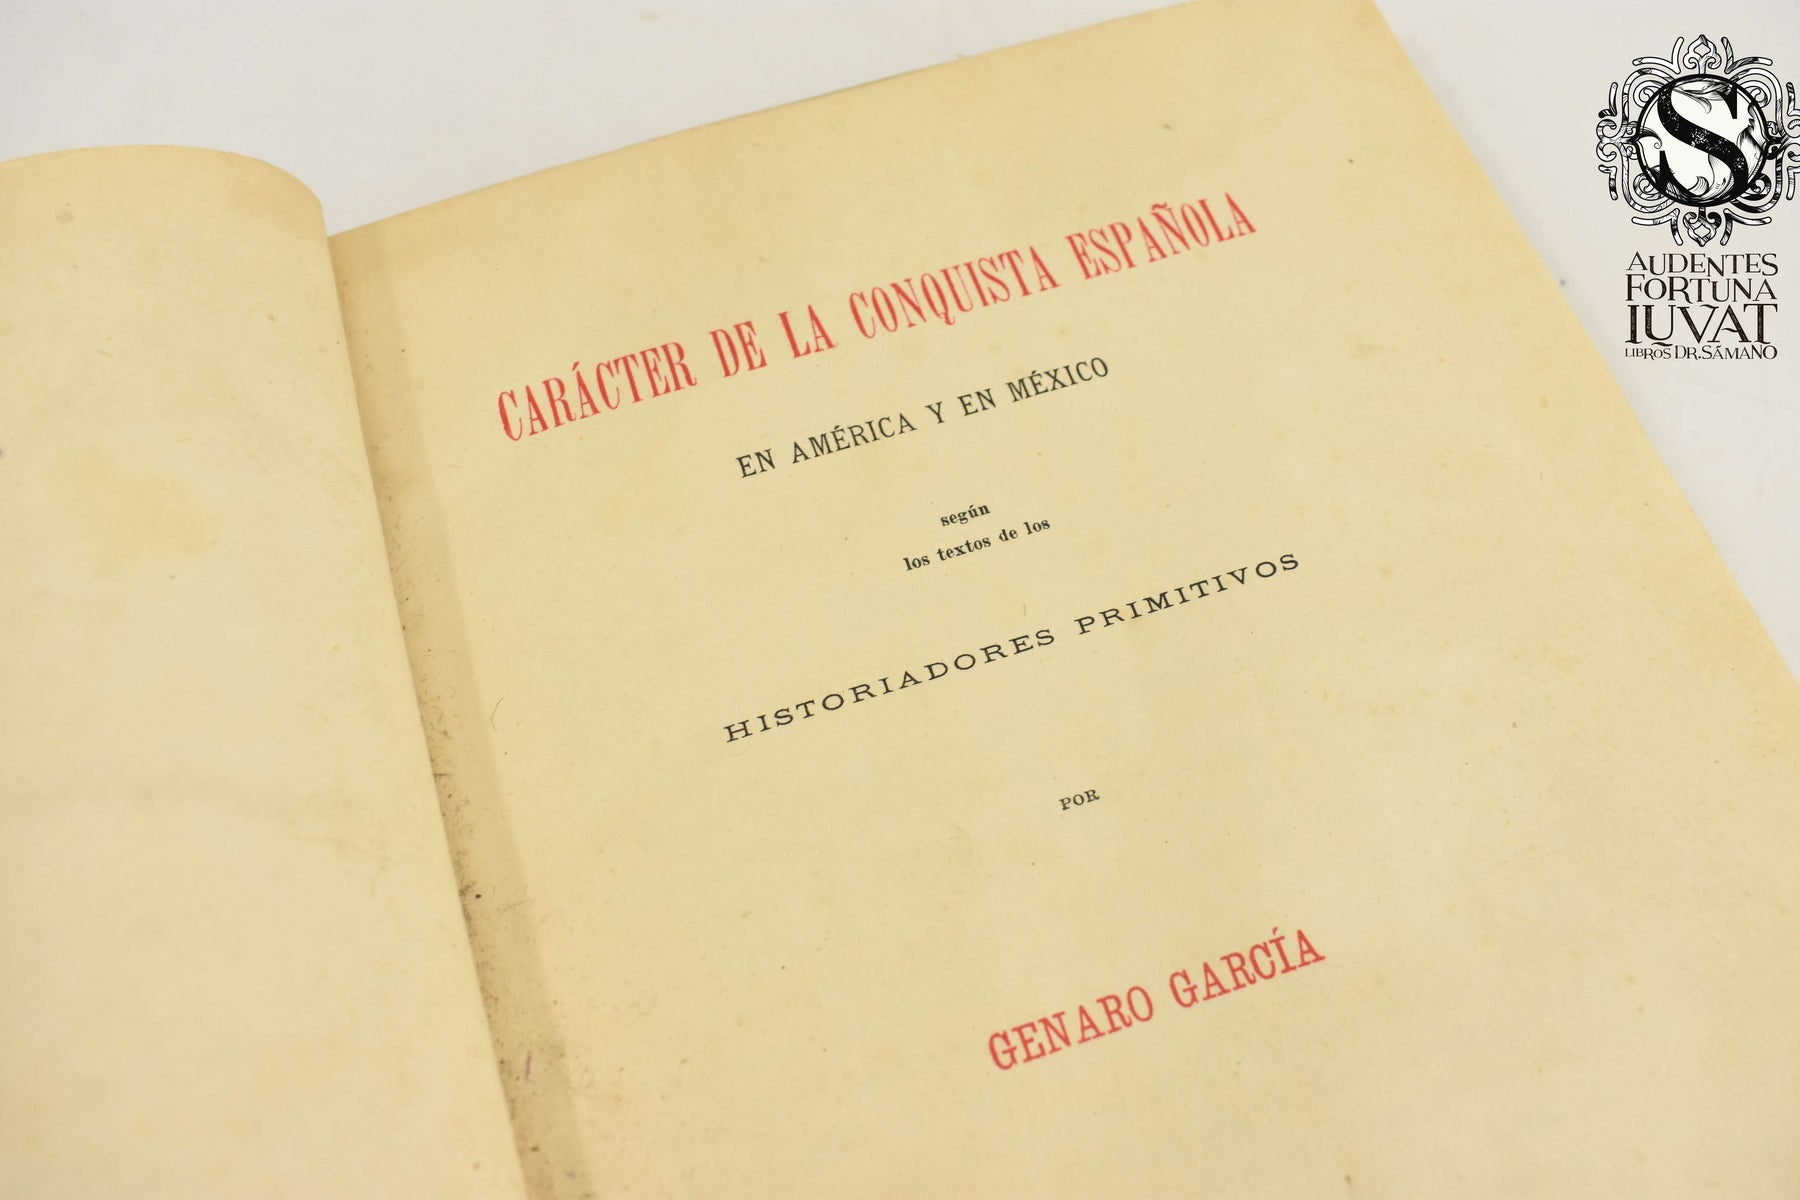 CARÁCTER DE LA CONQUISTA ESPAÑOLA
EN AMÉRICA Y EN MÉXICO
según
los textos de los
HISTORIADORES PRIMITIVOS
POR
GENARO GARCÍA
S
AUDENTES
FORTUNA
IUVAT
LIBROS DR. SÁMANO